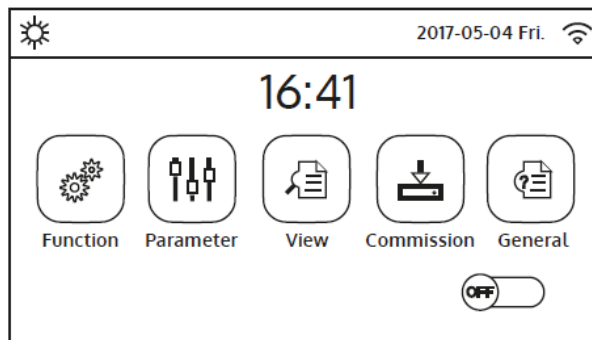 2017-05-04 Fri.
16:41
Function Parameter View Commission General
OFF